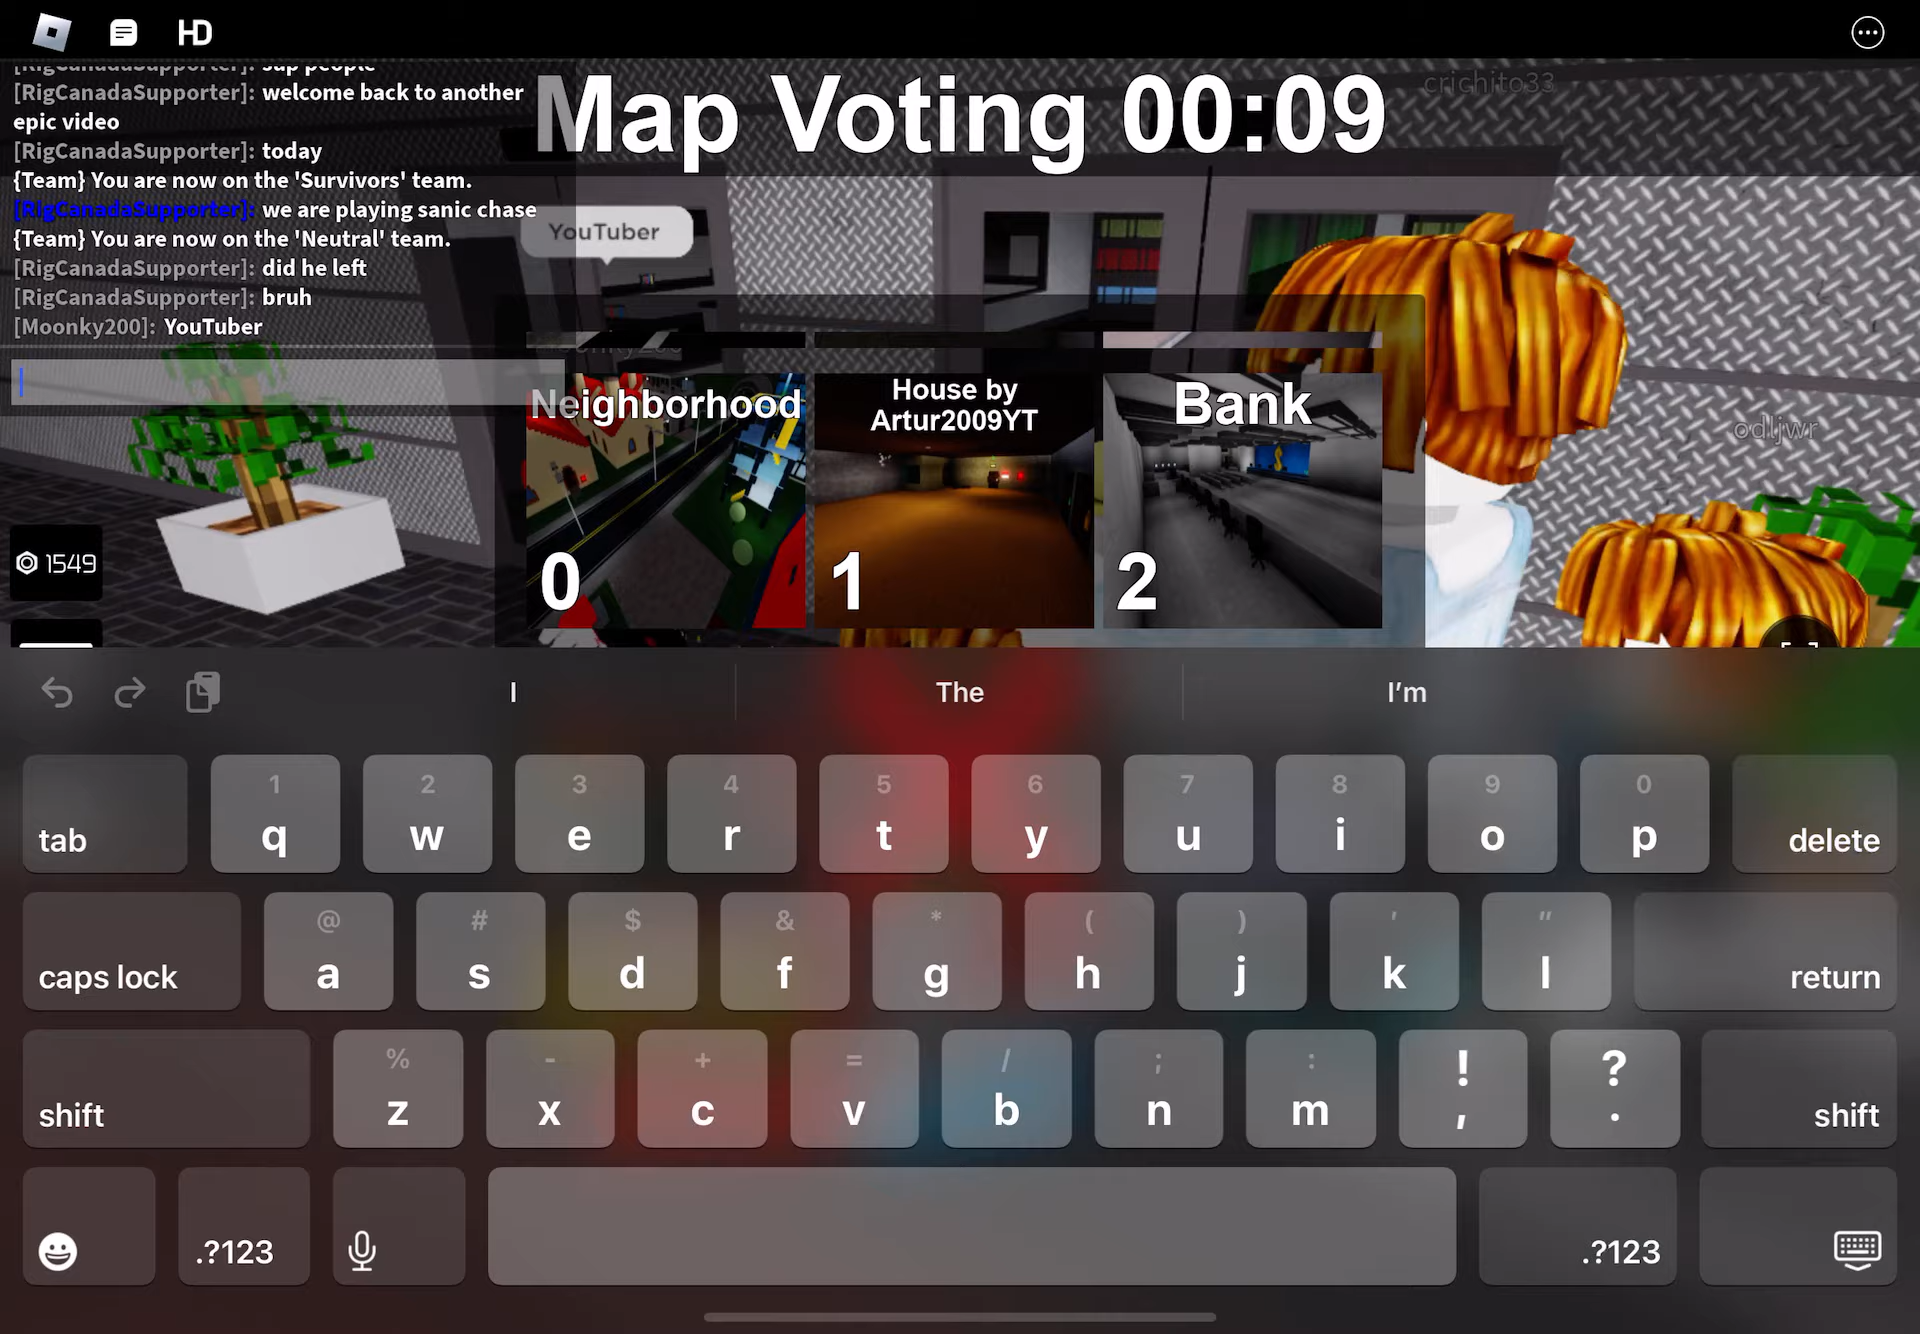 HD
[RigCanadaSupporter]: sup people
[RigCanadaSupporter]: welcome back to another
epic video
[RigCanadaSupporter]: today
{Team} You are now on the 'Survivors' team.
[RigCanadaSupporter]: we are playing sanic chase
{Team} You are now on the 'Neutral' team.
[RigCanadaSupporter]: did he left
[RigCanadaSupporter]: bruh
[Moonky200]: YouTuber
Map Voting 00:09
crichito33
YouTuber
Neighborhood
0
House by
Artur2009YT
1
Bank
2
odljwr
1549
I
The
I'm
tab
1 2 3 4 5 6 7 8 9 0
q w e r t y u i o p
delete
caps lock
@ # $ & * ( ) ' "
a s d f g h j k l
return
shift
% - + = / ; : ! ?
z x c v b n m , .
shift
.?123
.?123